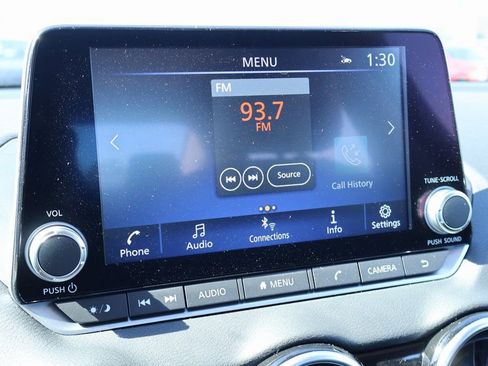 MENU 1:30
FM
93.7
FM
Source
Call History
TUNE·SCROLL
VOL
Phone Audio Connections Info Settings
PUSH SOUND
PUSH
AUDIO MENU CAMERA